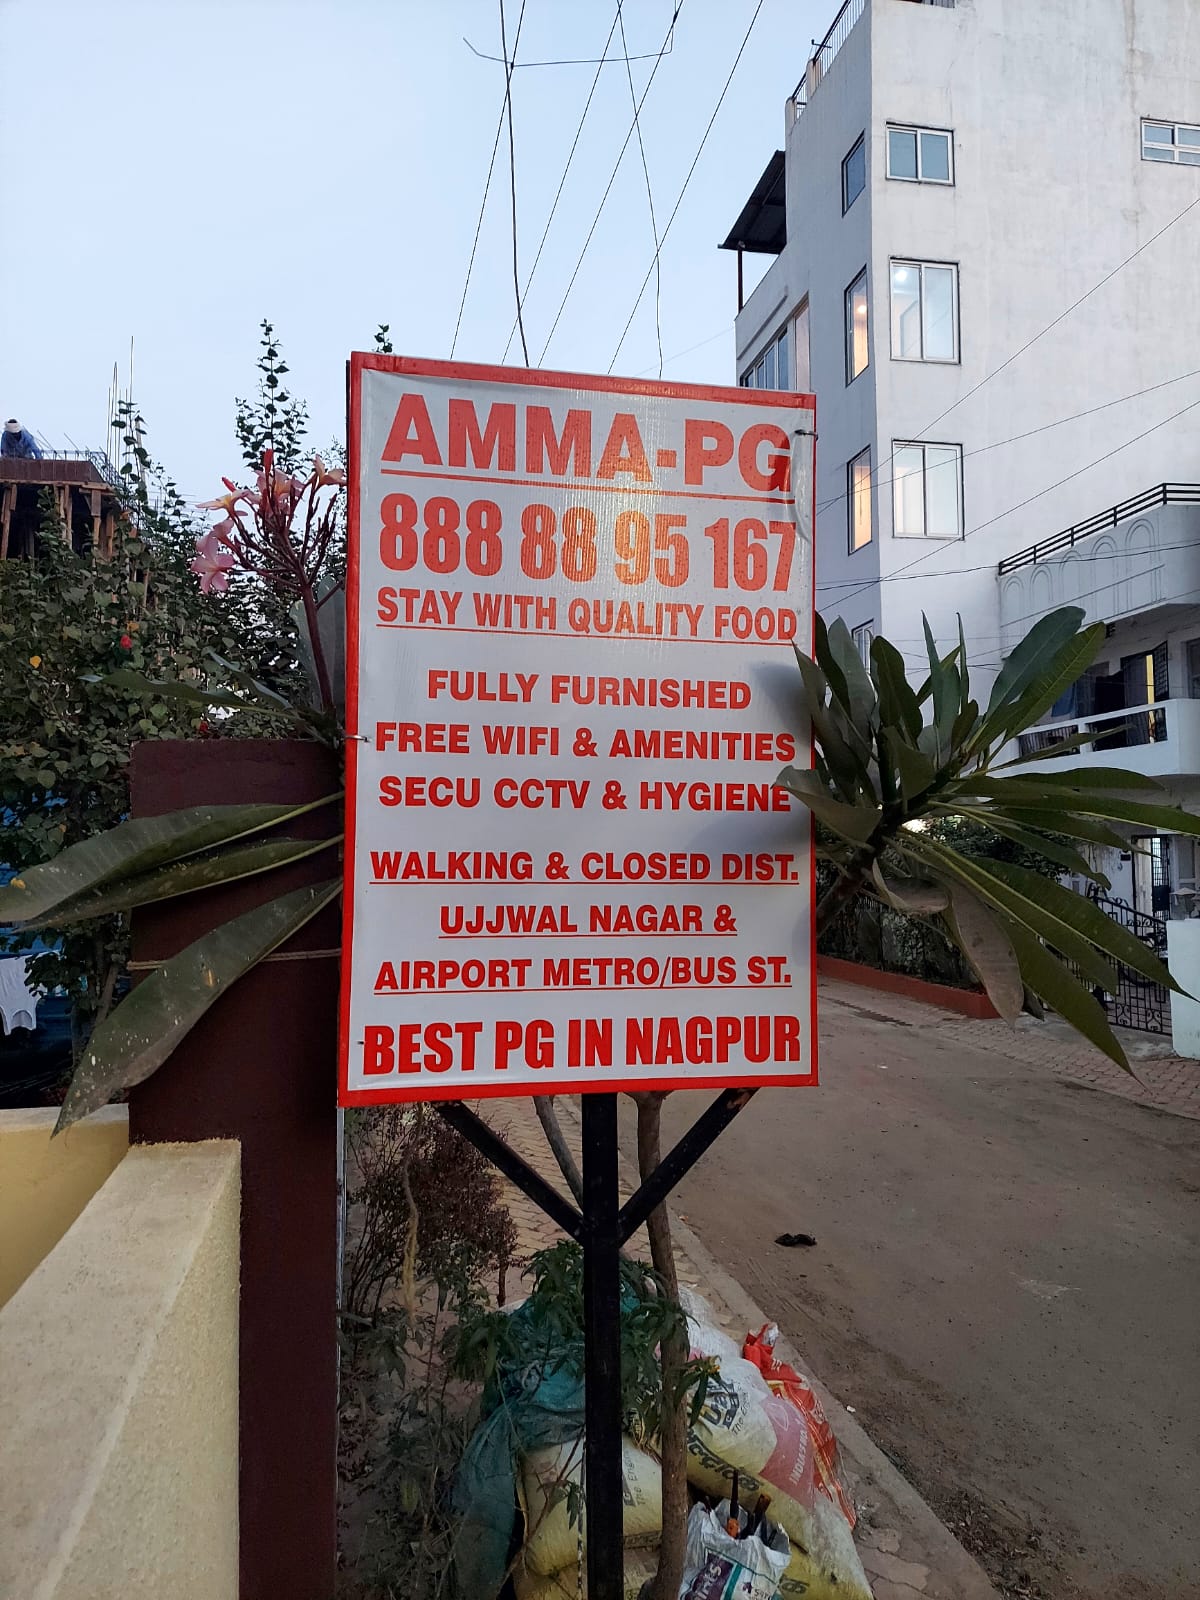 AMMA-PG
888 88 95 167
STAY WITH QUALITY FOOD
FULLY FURNISHED
FREE WIFI & AMENITIES
SECU CCTV & HYGIENE
WALKING & CLOSED DIST.
UJJWAL NAGAR &
AIRPORT METRO/BUS ST.
BEST PG IN NAGPUR